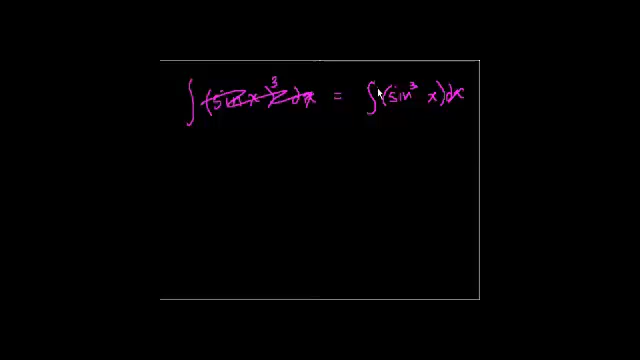 ∫(sin x)³ dx = ∫(sin³ x)dx